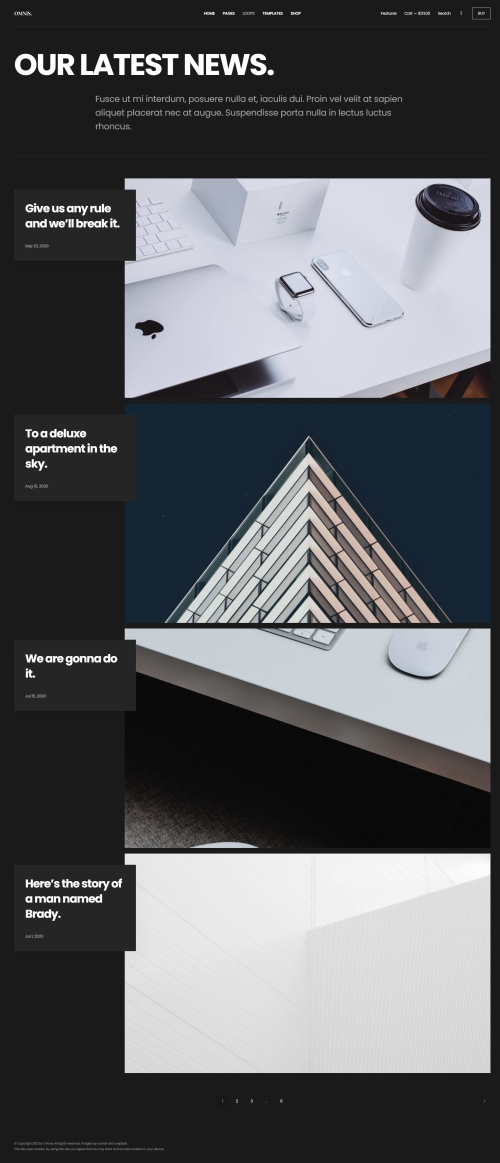 OMNIS.
HOME PAGES LOOPS TEMPLATES SHOP
Features Cart — $123.00 Search
BUY
OUR LATEST NEWS.
Fusce ut mi interdum, posuere nulla et, iaculis dui. Proin vel velit at sapien
aliquet placerat nec at augue. Suspendisse porta nulla in lectus luctus
rhoncus.
Give us any rule
and we'll break it.
Sep 23, 2020
To a deluxe
apartment in the
sky.
Aug 16, 2020
We are gonna do
it.
Jul 15, 2020
Here's the story of
a man named
Brady.
Jul 1, 2020
1 2 3 … 6